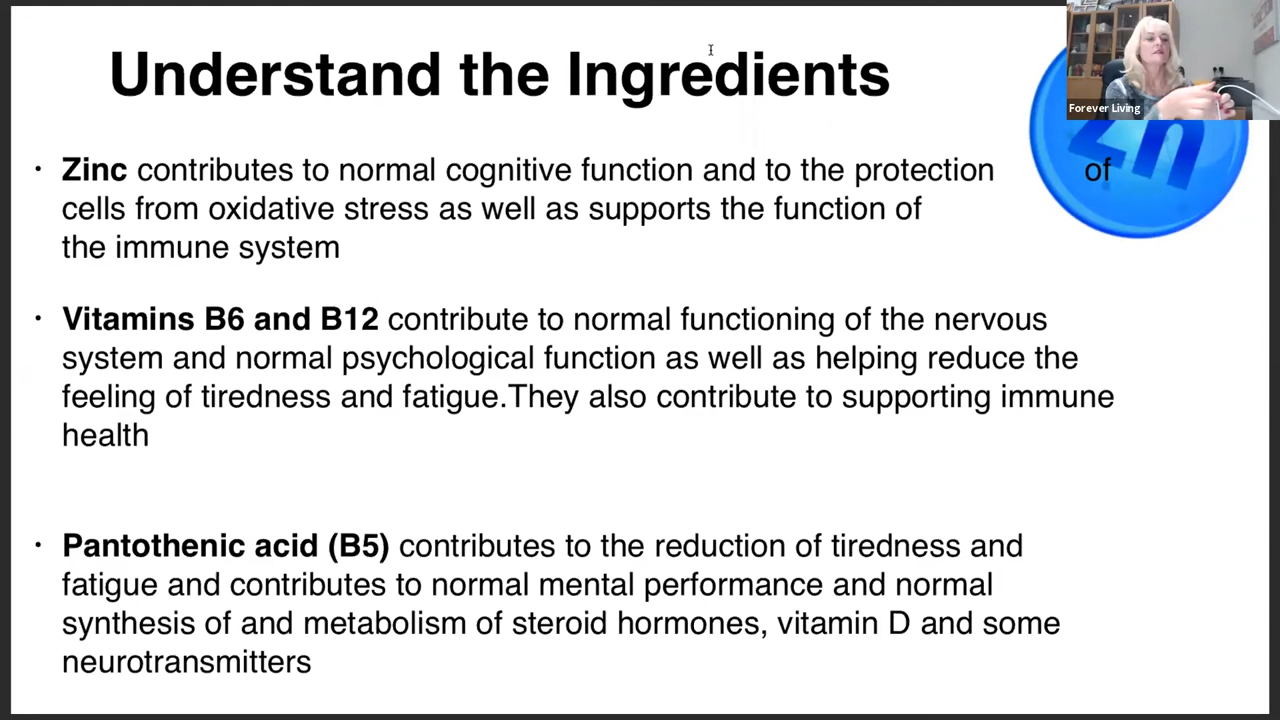 Understand the Ingredients
Forever Living
Zn
• Zinc contributes to normal cognitive function and to the protection of
cells from oxidative stress as well as supports the function of
the immune system
• Vitamins B6 and B12 contribute to normal functioning of the nervous
system and normal psychological function as well as helping reduce the
feeling of tiredness and fatigue.They also contribute to supporting immune
health
• Pantothenic acid (B5) contributes to the reduction of tiredness and
fatigue and contributes to normal mental performance and normal
synthesis of and metabolism of steroid hormones, vitamin D and some
neurotransmitters